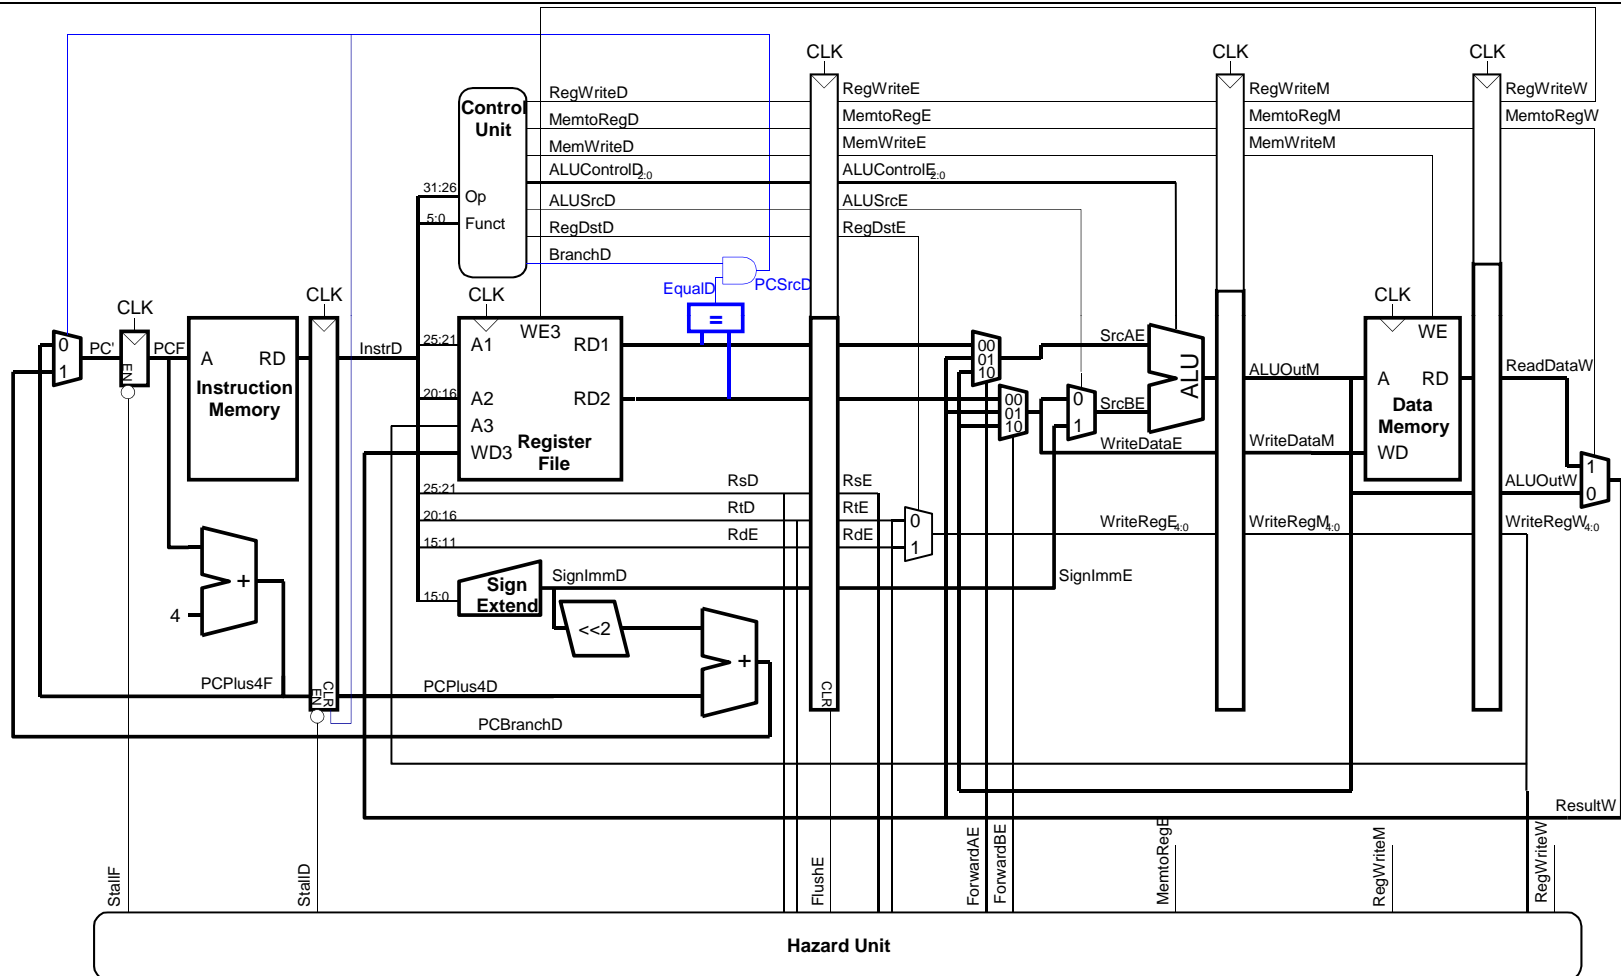 CLK
CLK
CLK
RegWriteD
RegWriteE
RegWriteM
RegWriteW
Control
Unit
MemtoRegD
MemtoRegE
MemtoRegM
MemtoRegW
MemWriteD
MemWriteE
MemWriteM
ALUControlD2:0
ALUControlE2:0
31:26
Op
ALUSrcD
ALUSrcE
5:0
Funct
RegDstD
RegDstE
BranchD
EqualD
PCSrcD
CLK
CLK
CLK
CLK
=
WE3
WE
0
1
PC'
EN
PCF
A
RD
Instruction
Memory
InstrD
25:21
A1
RD1
00
01
10
SrcAE
ALU
ALUOutM
A
RD
ReadDataW
20:16
A2
RD2
00
01
10
0
1
SrcBE
Data
Memory
A3
Register
File
WD3
WriteDataE
WriteDataM
WD
1
0
ALUOutW
25:21
RsD
RsE
20:16
RtD
RtE
0
1
WriteRegE4:0
WriteRegM4:0
WriteRegW4:0
15:11
RdE
RdE
SignImmD
SignImmE
15:0
Sign
Extend
+
4
<<2
+
PCPlus4F
EN
CLR
PCPlus4D
CLR
PCBranchD
ResultW
StallF
StallD
FlushE
ForwardAE
ForwardBE
MemtoRegE
RegWriteM
RegWriteW
Hazard Unit